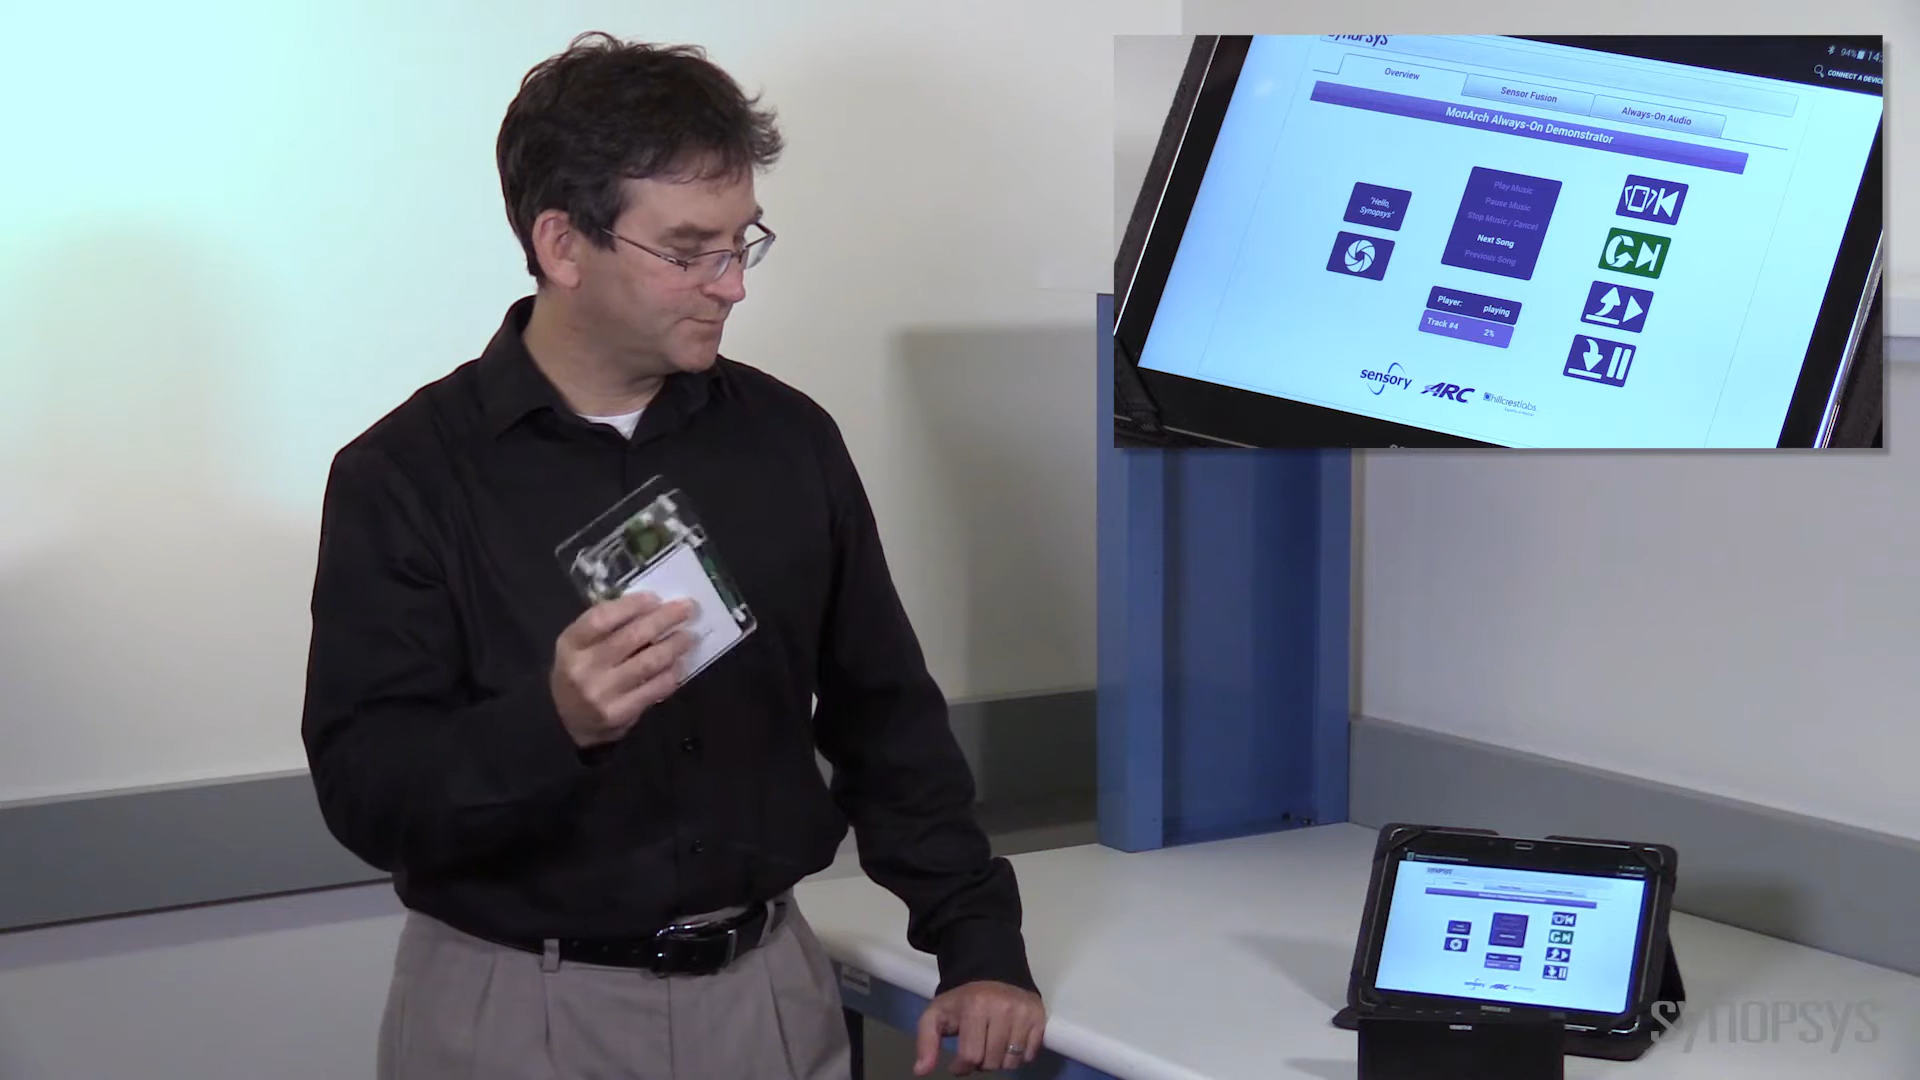 SYNOPSYS
94% 14:
CONNECT A DEVICE
Overview
Sensor Fusion
Always-On Audio
MonArch Always-On Demonstrator
"Hello,
Synopsys"
Play Music
Pause Music
Stop Music / Cancel
Next Song
Previous Song
Player: playing
Track #4 2%
sensory
ARC
hillcrestlabs
SYNOPSYS